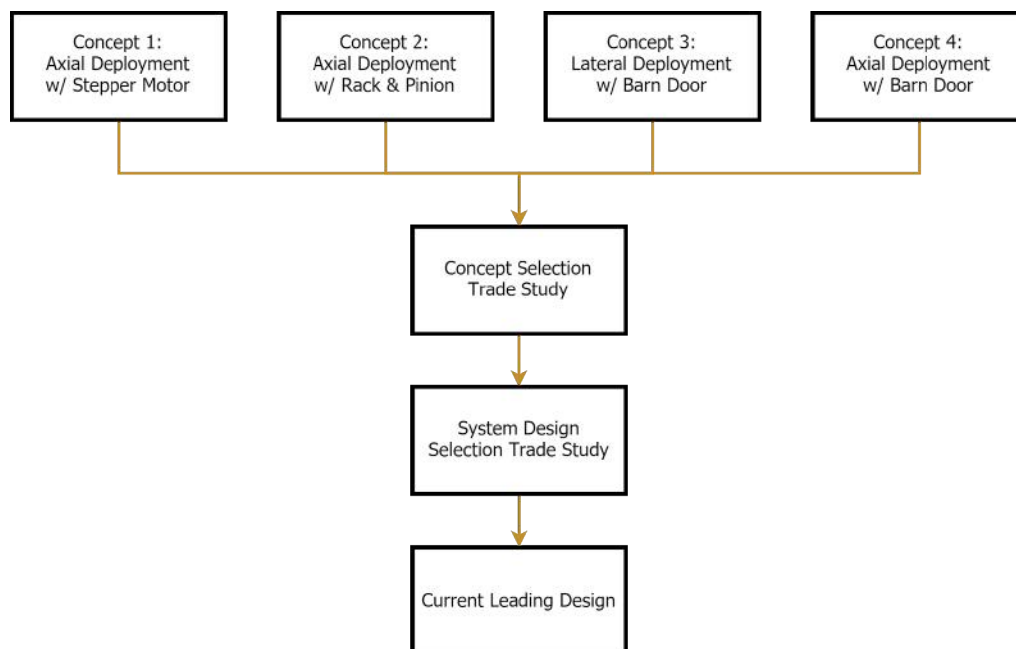 Concept 1:
Axial Deployment
w/ Stepper Motor
Concept 2:
Axial Deployment
w/ Rack & Pinion
Concept 3:
Lateral Deployment
w/ Barn Door
Concept 4:
Axial Deployment
w/ Barn Door
Concept Selection
Trade Study
System Design
Selection Trade Study
Current Leading Design